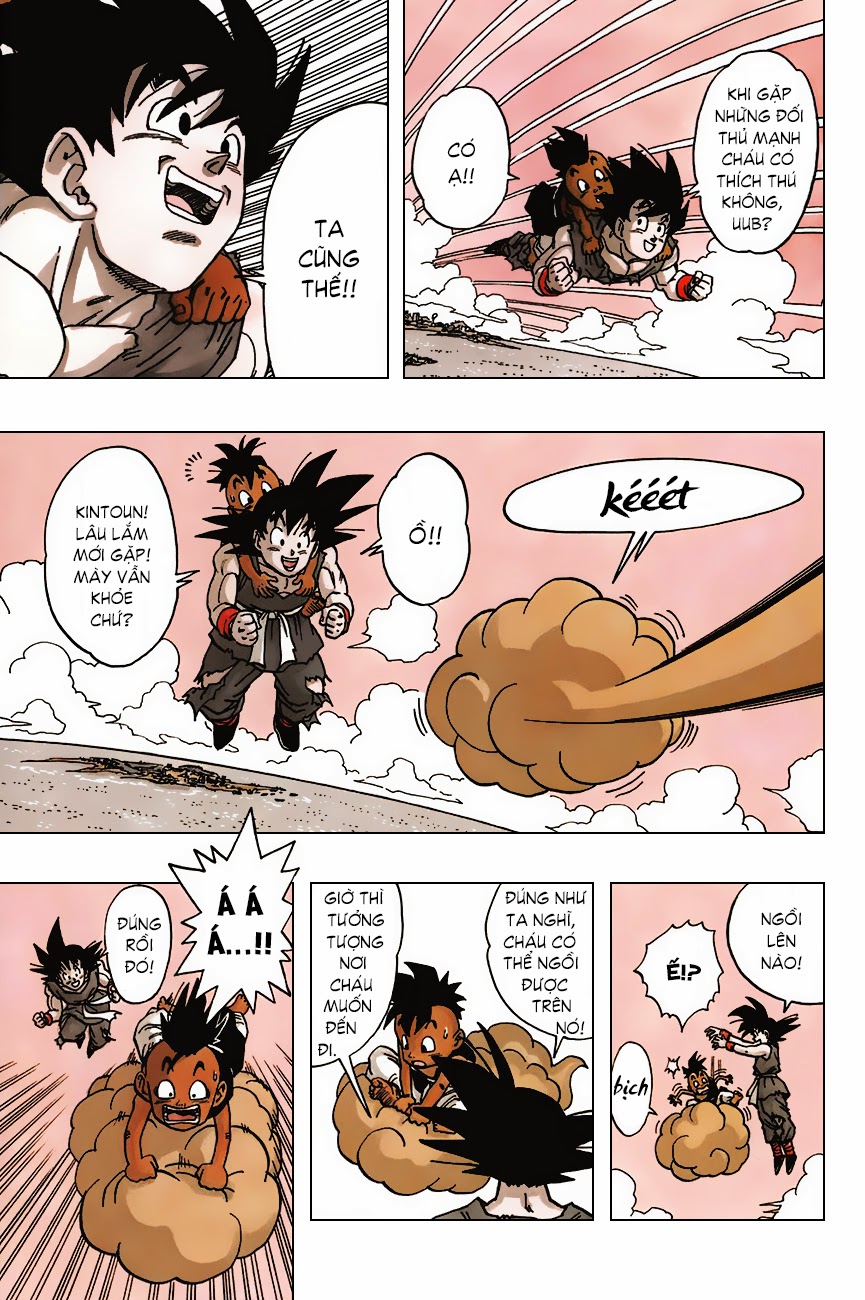 KHI GẶP
NHỮNG ĐỐI
THỦ MẠNH
CHÁU CÓ
THÍCH THÚ
KHÔNG,
UUB?
CÓ
Ạ!!
TA
CŨNG
THẾ!!
kééét
Ồ!!
KINTOUN!
LÂU LẮM
MỚI GẶP!
MÀY VẪN
KHỎE
CHỨ?
NGỒI
LÊN
NÀO!
Ế!?
bịch
ĐÚNG NHƯ
TA NGHĨ,
CHÁU CÓ
THỂ NGỒI
ĐƯỢC
TRÊN
NÓ!
GIỜ THÌ
TƯỞNG
TƯỢNG
NƠI
CHÁU
MUỐN
ĐẾN
ĐI.
Á Á
Á...!!
ĐÚNG
RỒI
ĐÓ!